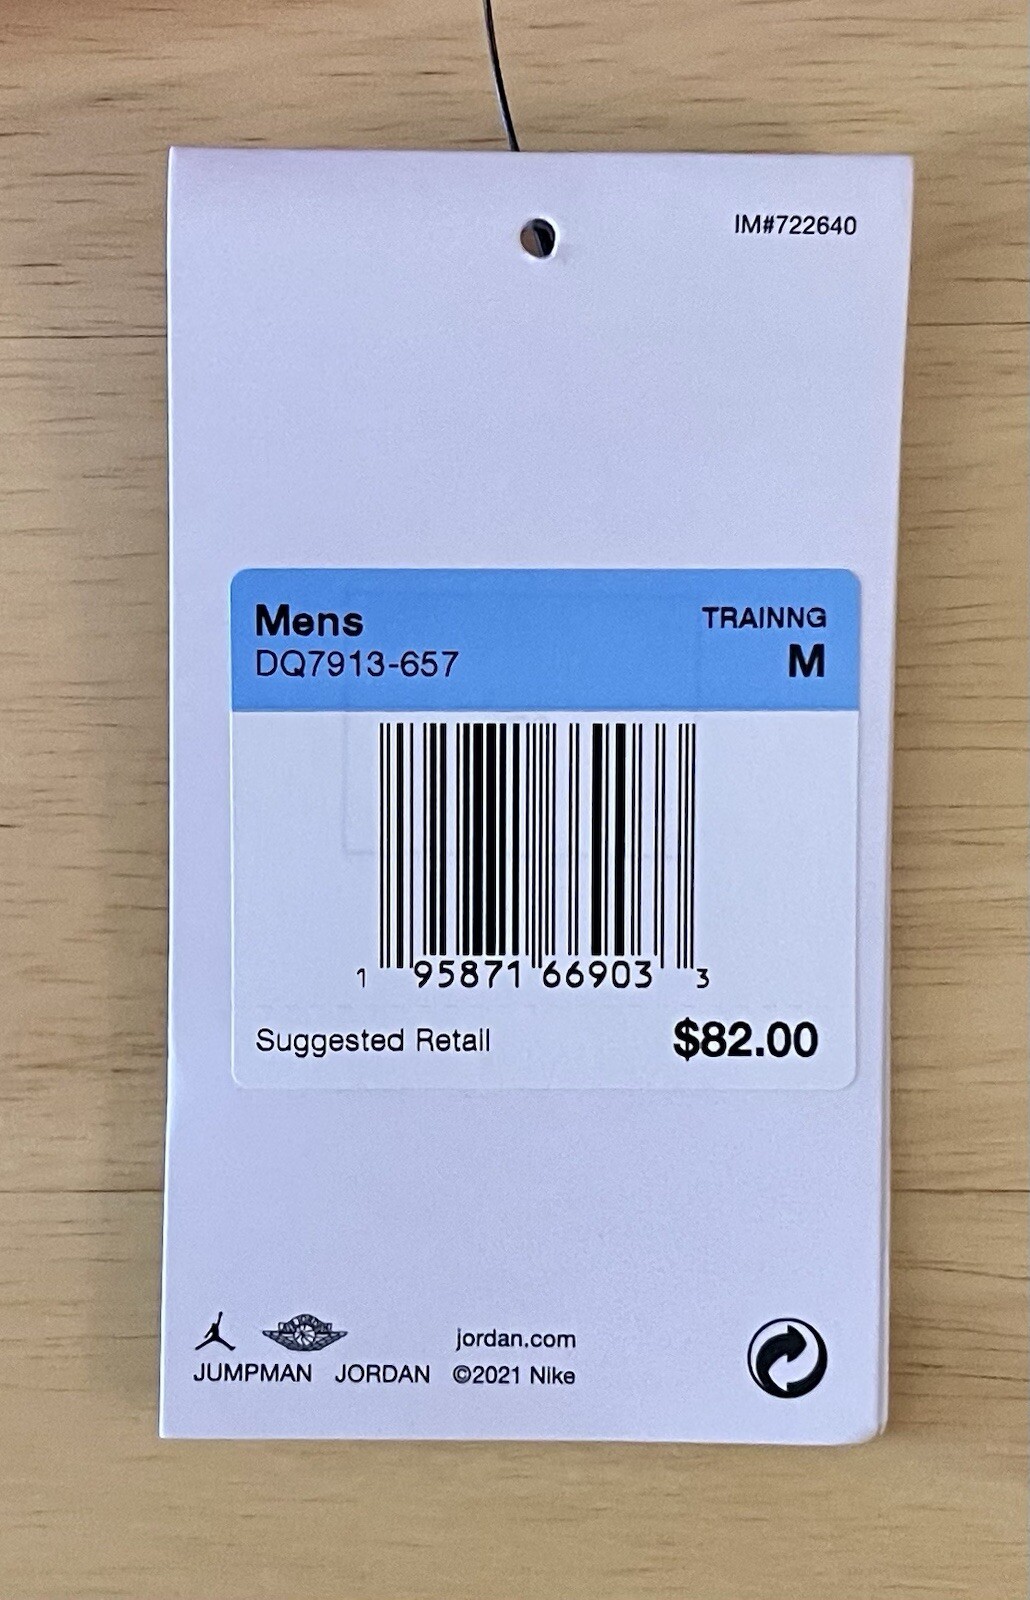 IM#722640
Mens
TRAINNG
DQ7913-657
M
1 95871 66903 3
Suggested Retail
$82.00
jordan.com
JUMPMAN JORDAN ©2021 Nike